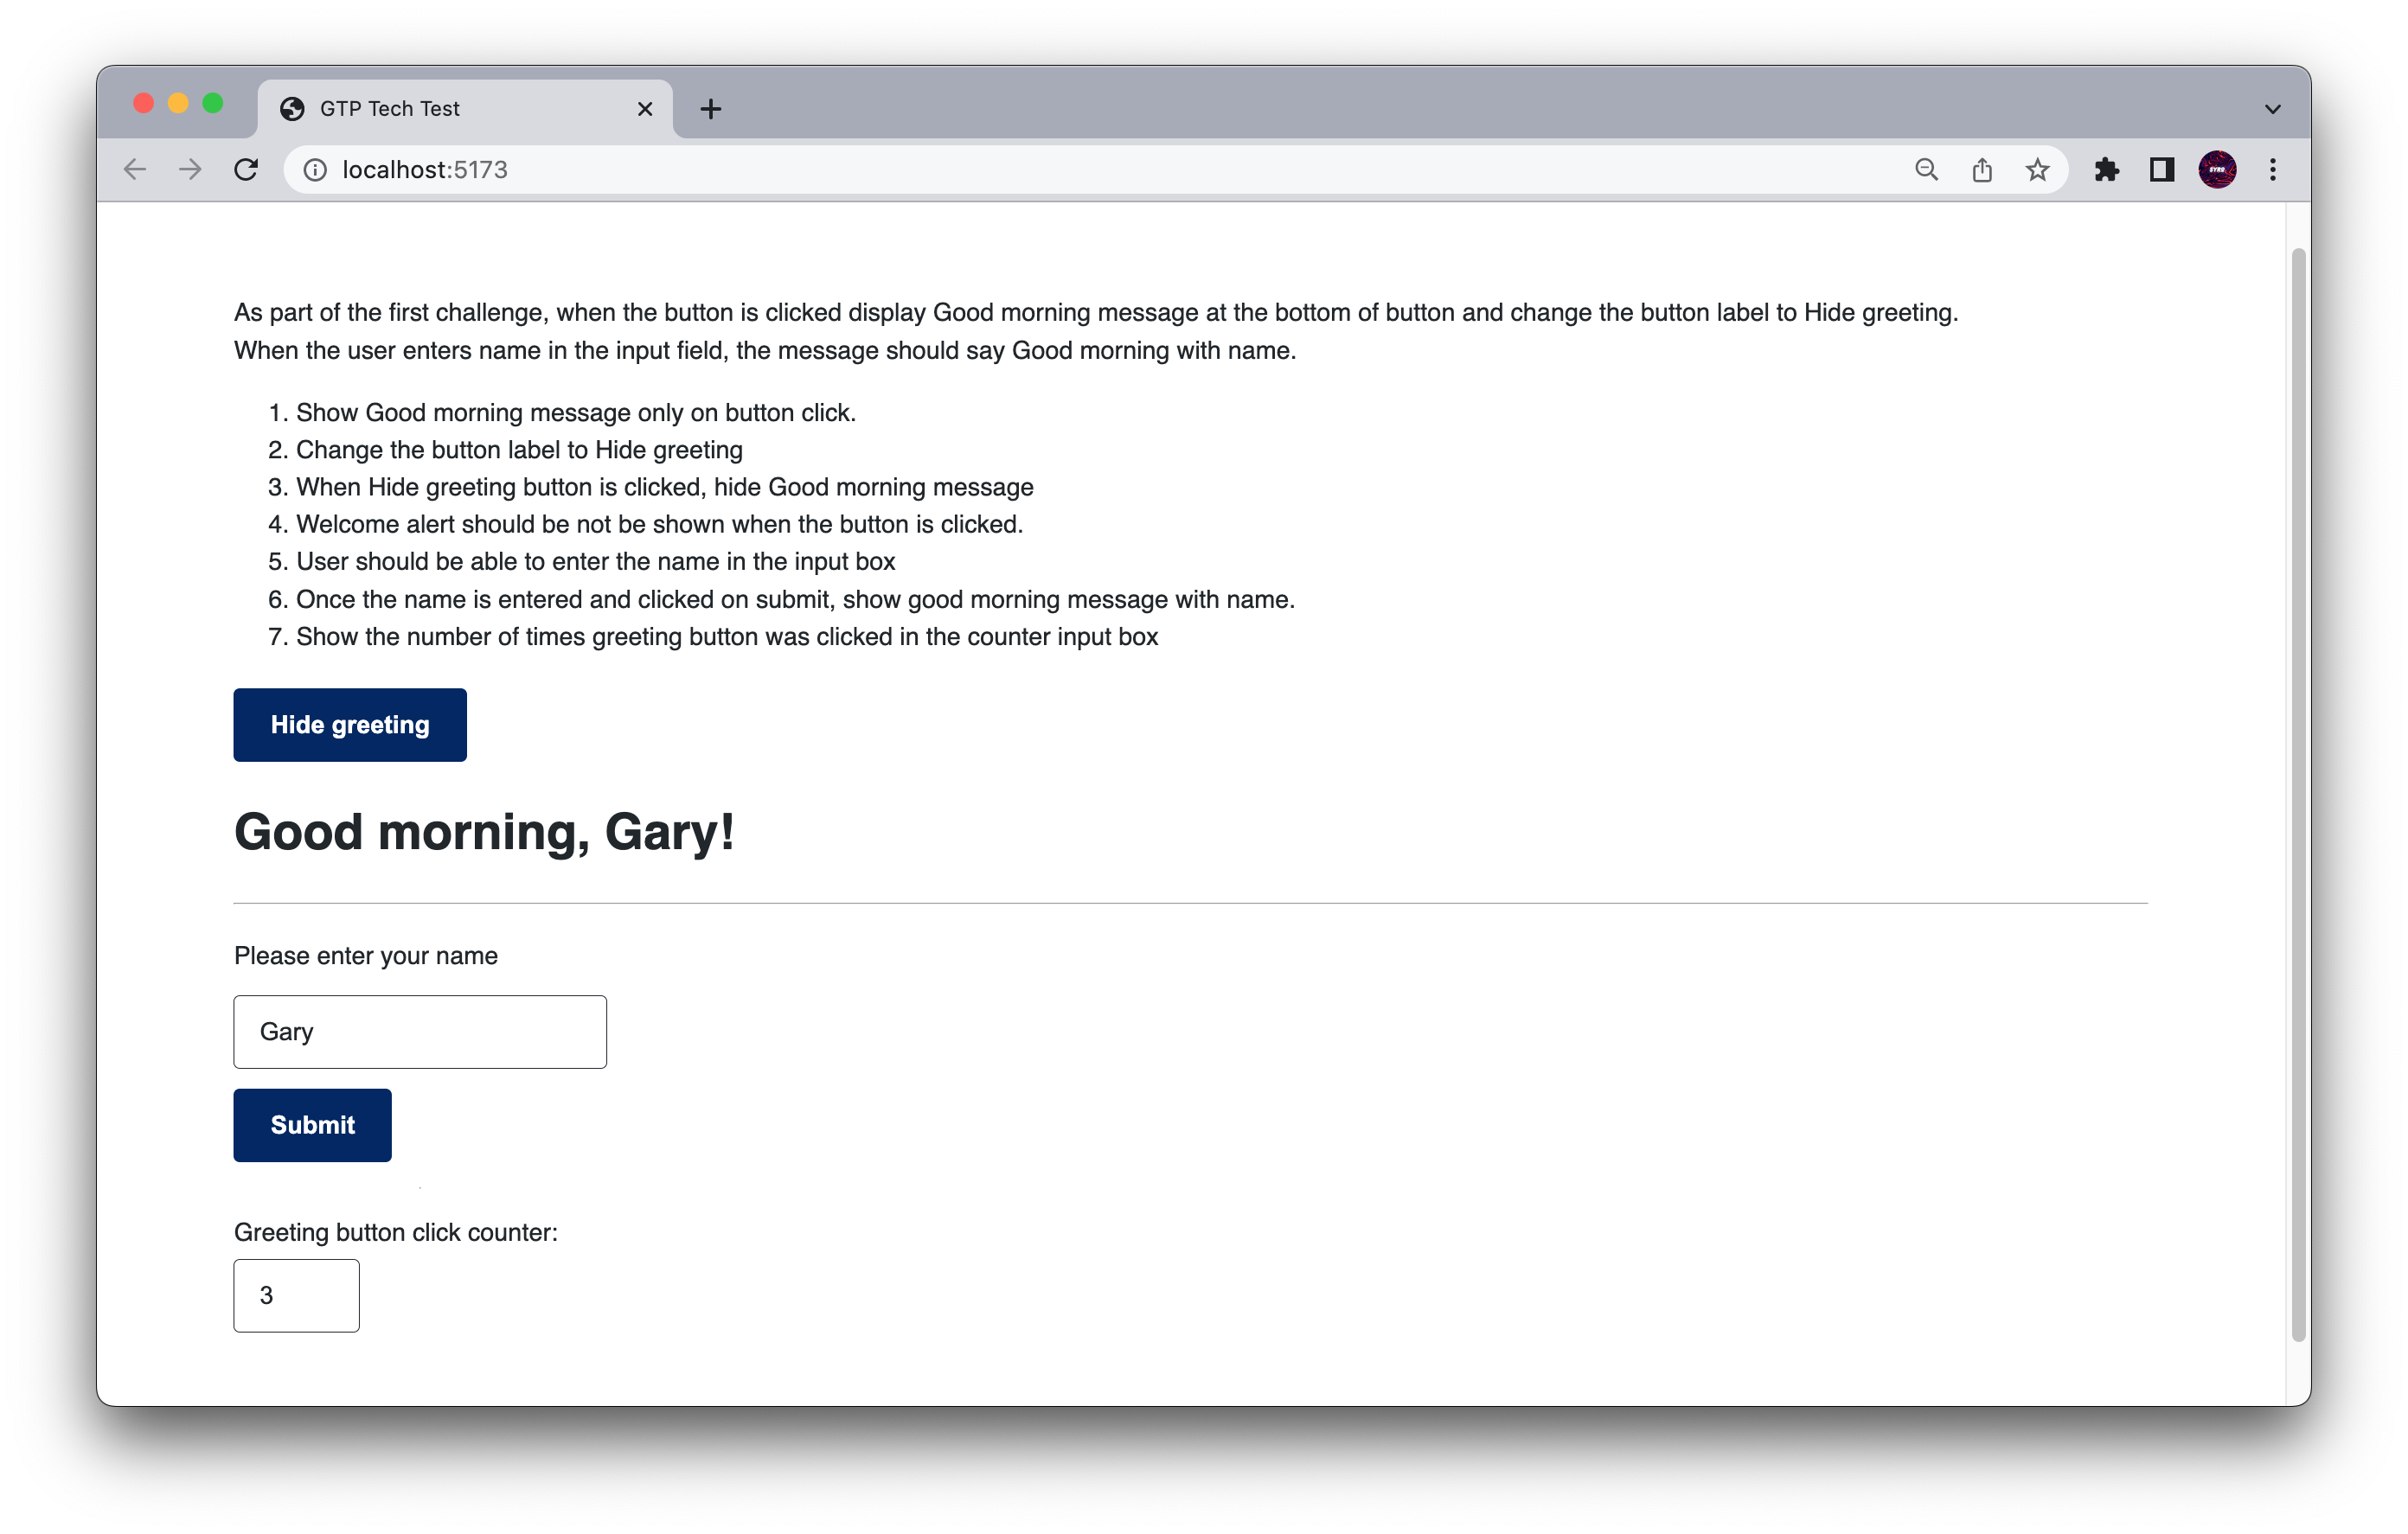 GTP Tech Test
localhost:5173
As part of the first challenge, when the button is clicked display Good morning message at the bottom of button and change the button label to Hide greeting.
When the user enters name in the input field, the message should say Good morning with name.
1. Show Good morning message only on button click.
2. Change the button label to Hide greeting
3. When Hide greeting button is clicked, hide Good morning message
4. Welcome alert should be not be shown when the button is clicked.
5. User should be able to enter the name in the input box
6. Once the name is entered and clicked on submit, show good morning message with name.
7. Show the number of times greeting button was clicked in the counter input box
Hide greeting
Good morning, Gary!
Please enter your name
Gary
Submit
Greeting button click counter:
3